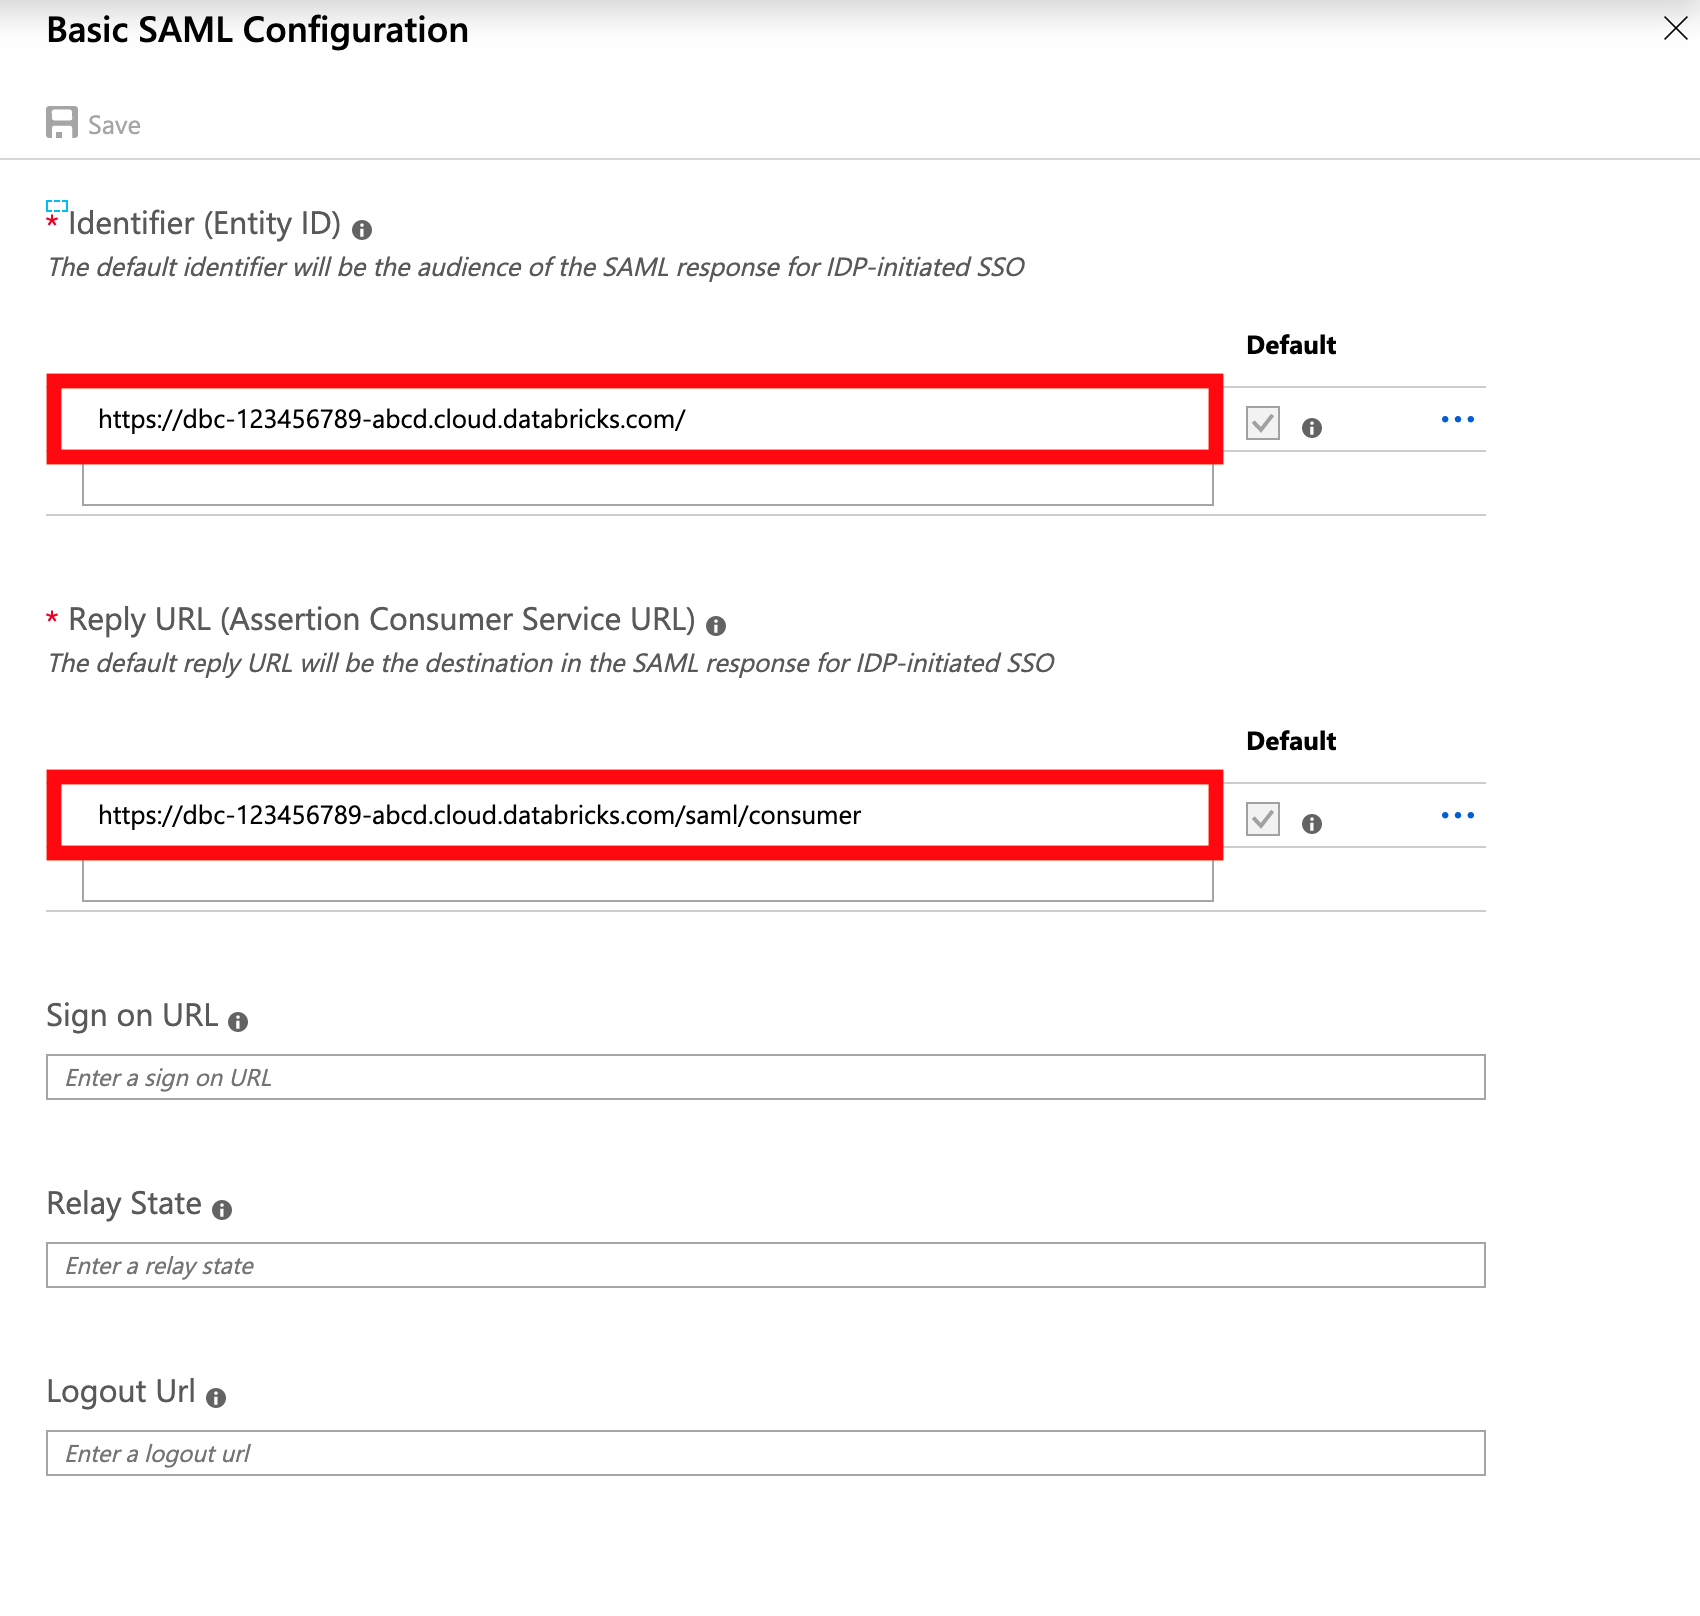 Basic SAML Configuration
Save
* Identifier (Entity ID)
The default identifier will be the audience of the SAML response for IDP-initiated SSO
Default
https://dbc-123456789-abcd.cloud.databricks.com/
* Reply URL (Assertion Consumer Service URL)
The default reply URL will be the destination in the SAML response for IDP-initiated SSO
Default
https://dbc-123456789-abcd.cloud.databricks.com/saml/consumer
Sign on URL
Enter a sign on URL
Relay State
Enter a relay state
Logout Url
Enter a logout url